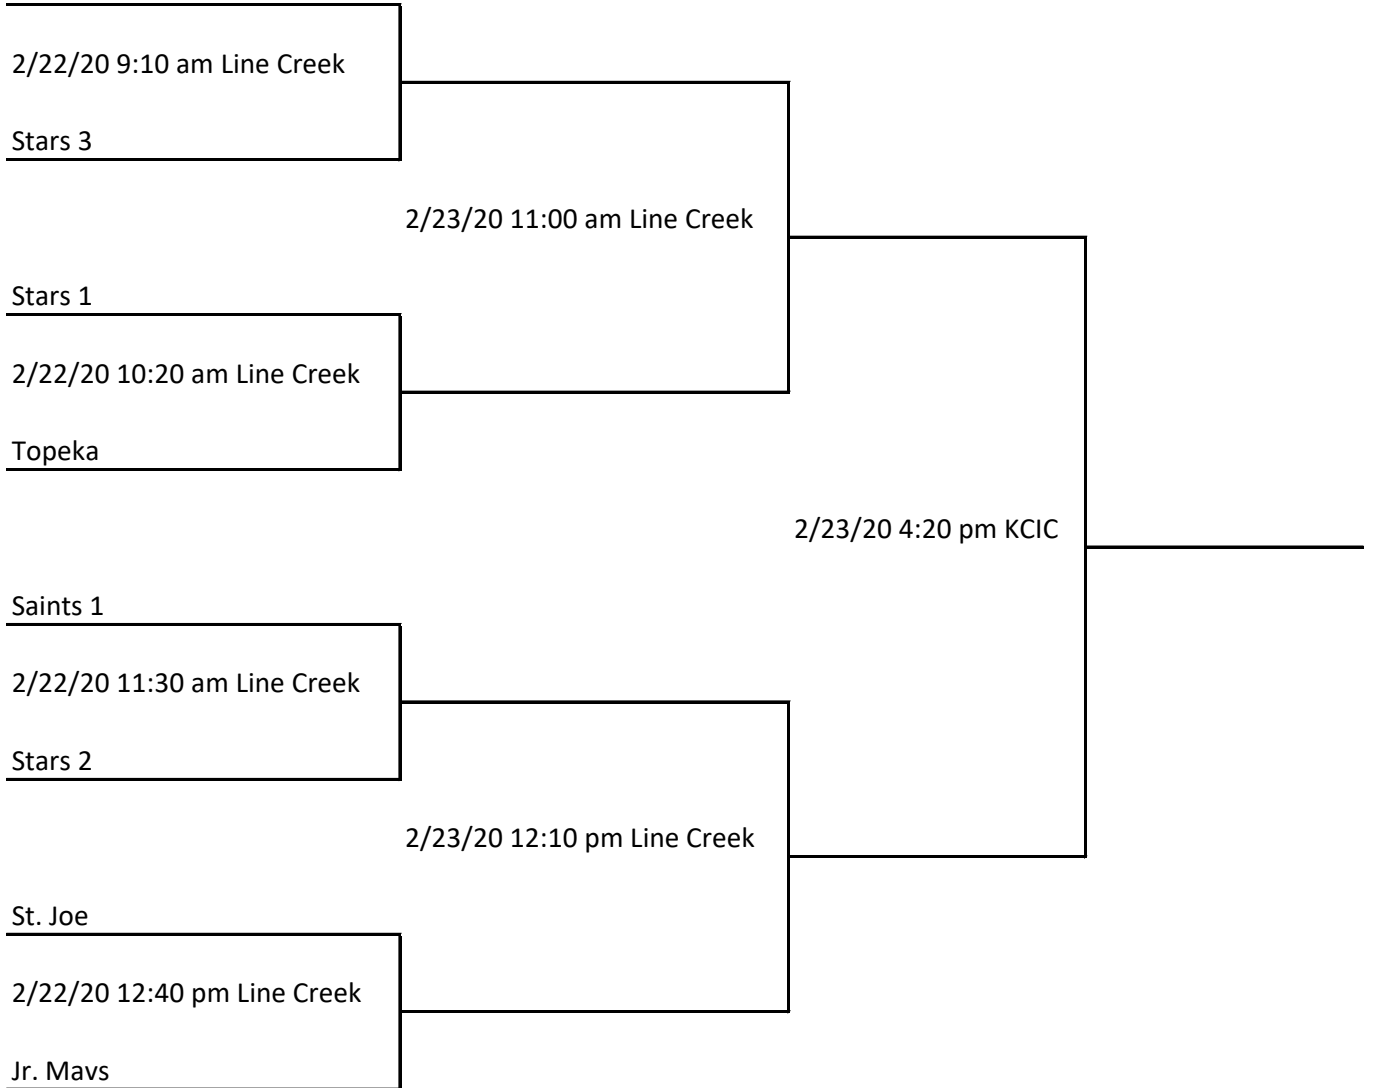 2/22/20 9:10 am Line Creek
Stars 3
2/23/20 11:00 am Line Creek
Stars 1
2/22/20 10:20 am Line Creek
Topeka
2/23/20 4:20 pm KCIC
Saints 1
2/22/20 11:30 am Line Creek
Stars 2
2/23/20 12:10 pm Line Creek
St. Joe
2/22/20 12:40 pm Line Creek
Jr. Mavs